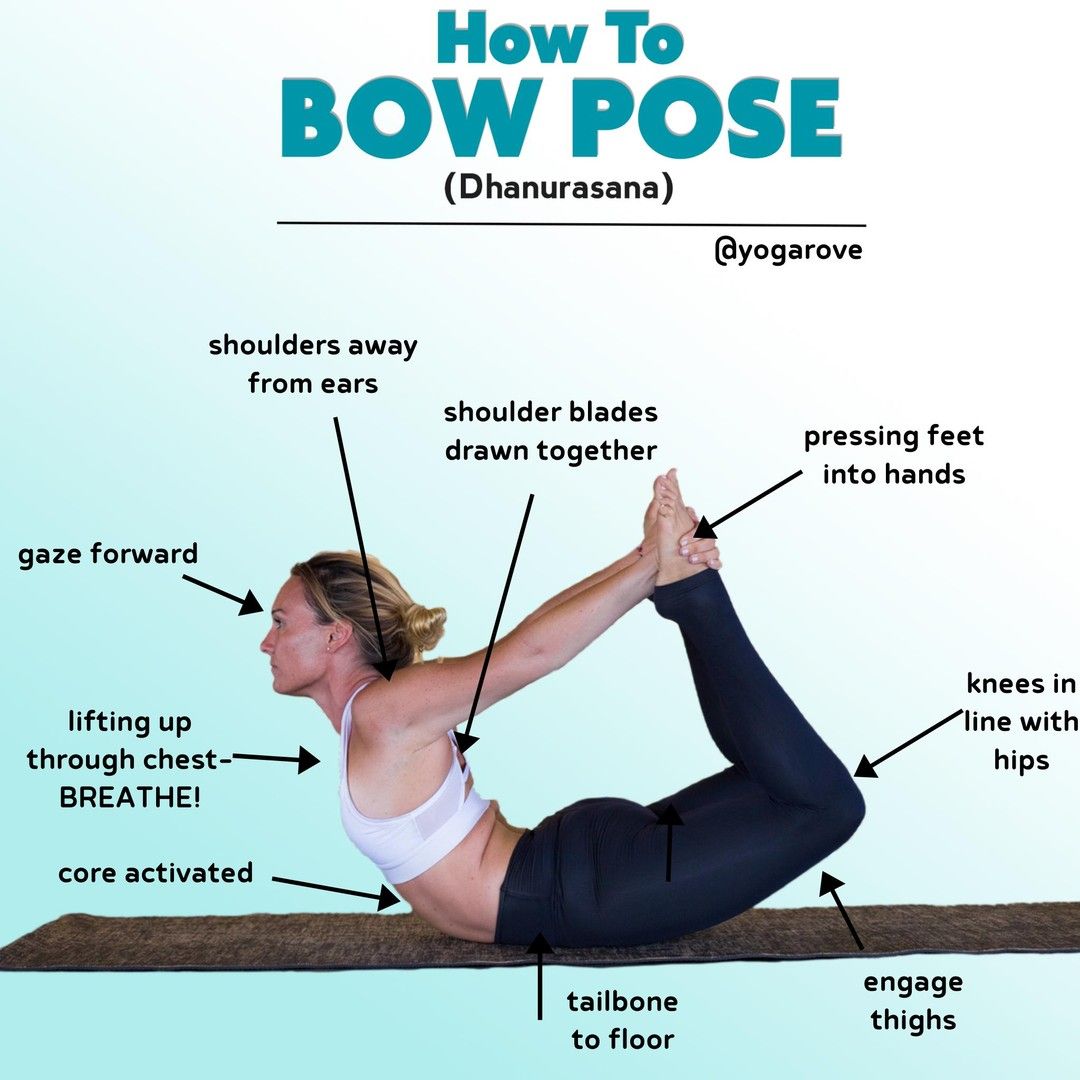 How To
BOW POSE
(Dhanurasana)
@yogarove
shoulders away
from ears
shoulder blades
drawn together
pressing feet
into hands
gaze forward
knees in
line with
hips
lifting up
through chest-
BREATHE!
core activated
engage
thighs
tailbone
to floor